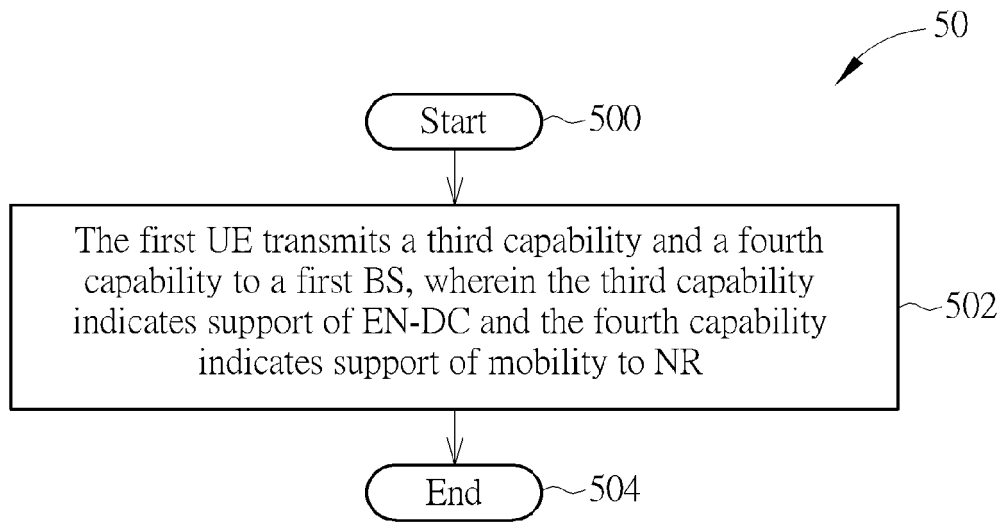 50
Start
500
The first UE transmits a third capability and a fourth
capability to a first BS, wherein the third capability
indicates support of EN-DC and the fourth capability
indicates support of mobility to NR
502
End
504